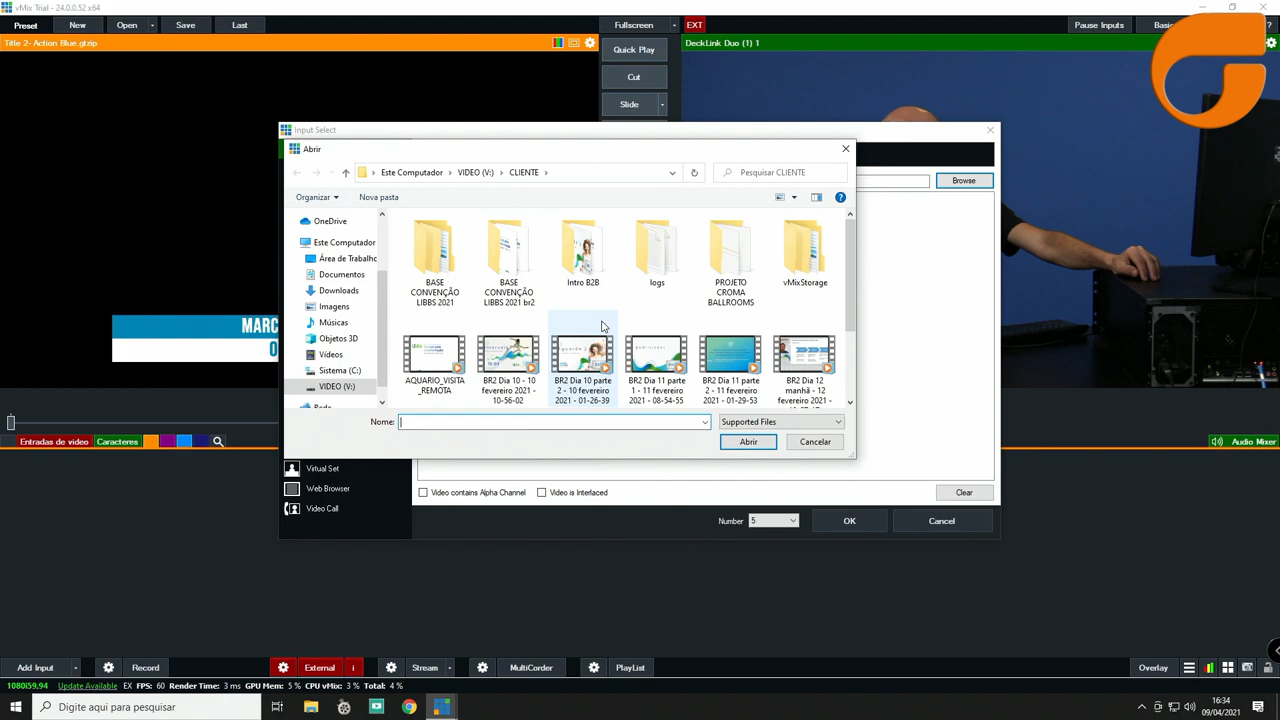 vMix Trial - 24.0.0.52 x64
Preset New Open Save Last Fullscreen EXT Pause Inputs Basic
Title 2- Action Blue.gtzip
DeckLink Duo (1) 1
Quick Play
Cut
Slide
Input Select
Abrir
Este Computador VIDEO (V:) CLIENTE
Pesquisar CLIENTE
Browse
Organizar
Nova pasta
OneDrive
Este Computador
Área de Trabalho
Documentos
Downloads
Imagens
Músicas
Objetos 3D
Vídeos
Sistema (C:)
VIDEO (V:)
Rede
BASE CONVENÇÃO LIBBS 2021
BASE CONVENÇÃO LIBBS 2021 br2
Intro B2B
logs
PROJETO CROMA BALLROOMS
vMixStorage
AQUARIO_VISITA_REMOTA
BR2 Dia 10 - 10 fevereiro 2021 - 10-56-02
BR2 Dia 10 parte 2 - 10 fevereiro 2021 - 01-26-39
BR2 Dia 11 parte 1 - 11 fevereiro 2021 - 08-54-55
BR2 Dia 11 parte 2 - 11 fevereiro 2021 - 01-29-53
BR2 Dia 12 manhã - 12 fevereiro 2021 -
Nome:
Supported Files
Abrir
Cancelar
MARC
0
Entradas de video
Caracteres
Audio Mixer
Virtual Set
Web Browser
Video Call
Video contains Alpha Channel
Video is Interlaced
Clear
Number 5
OK
Cancel
Add Input Record External i Stream MultiCorder PlayList Overlay
1080i59,94 Update Available EX FPS: 60 Render Time: 3 ms GPU Mem: 5 % CPU vMix: 3 % Total: 4 %
Digite aqui para pesquisar
16:34
09/04/2021